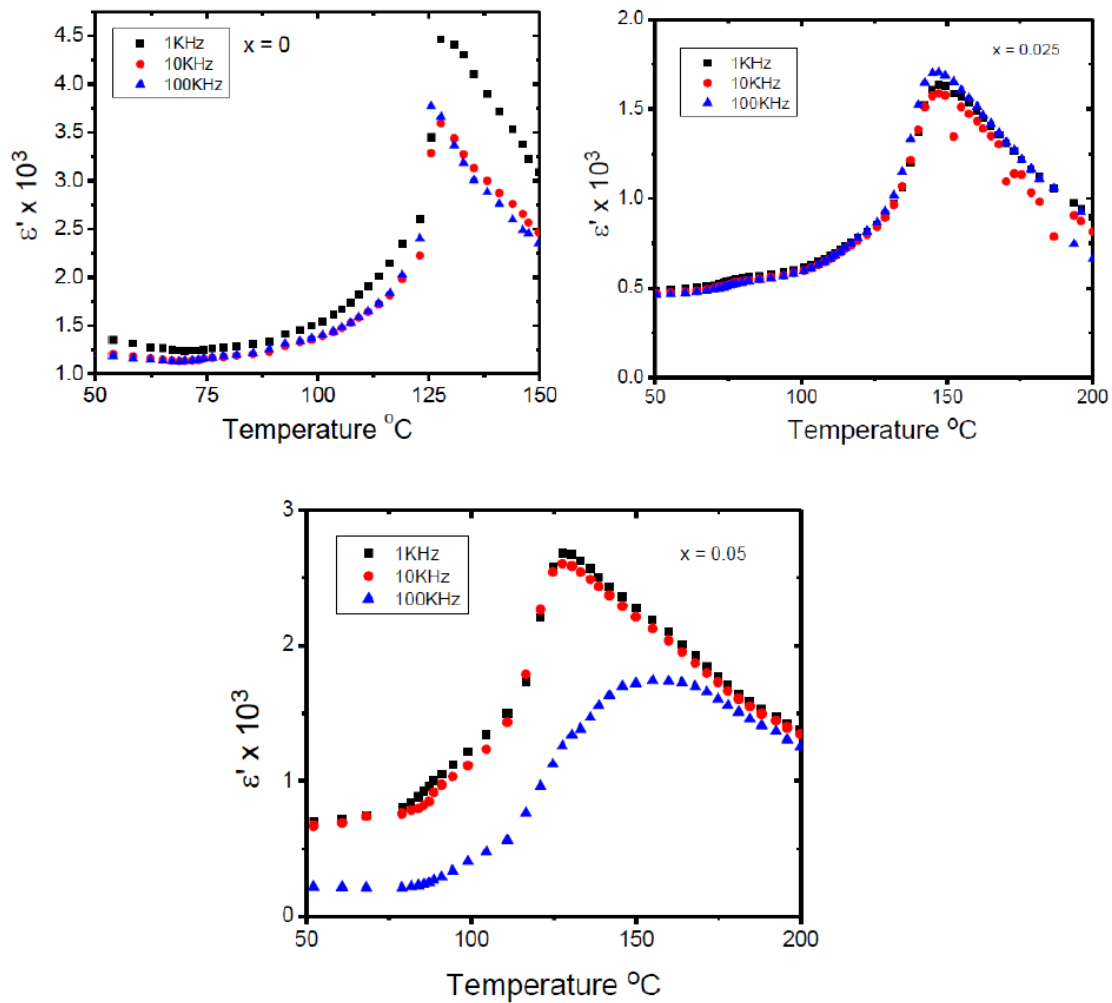 4.5
4.0
3.5
3.0
2.5
2.0
1.5
1.0
ε' x 10³
1KHz
10KHz
100KHz
x = 0
50
75
100
125
150
Temperature °C
2.0
1.5
1.0
0.5
0.0
ε' x 10³
1KHz
10KHz
100KHz
x = 0.025
50
100
150
200
Temperature °C
3
2
1
0
ε' x 10³
1KHz
10KHz
100KHz
x = 0.05
50
100
150
200
Temperature °C